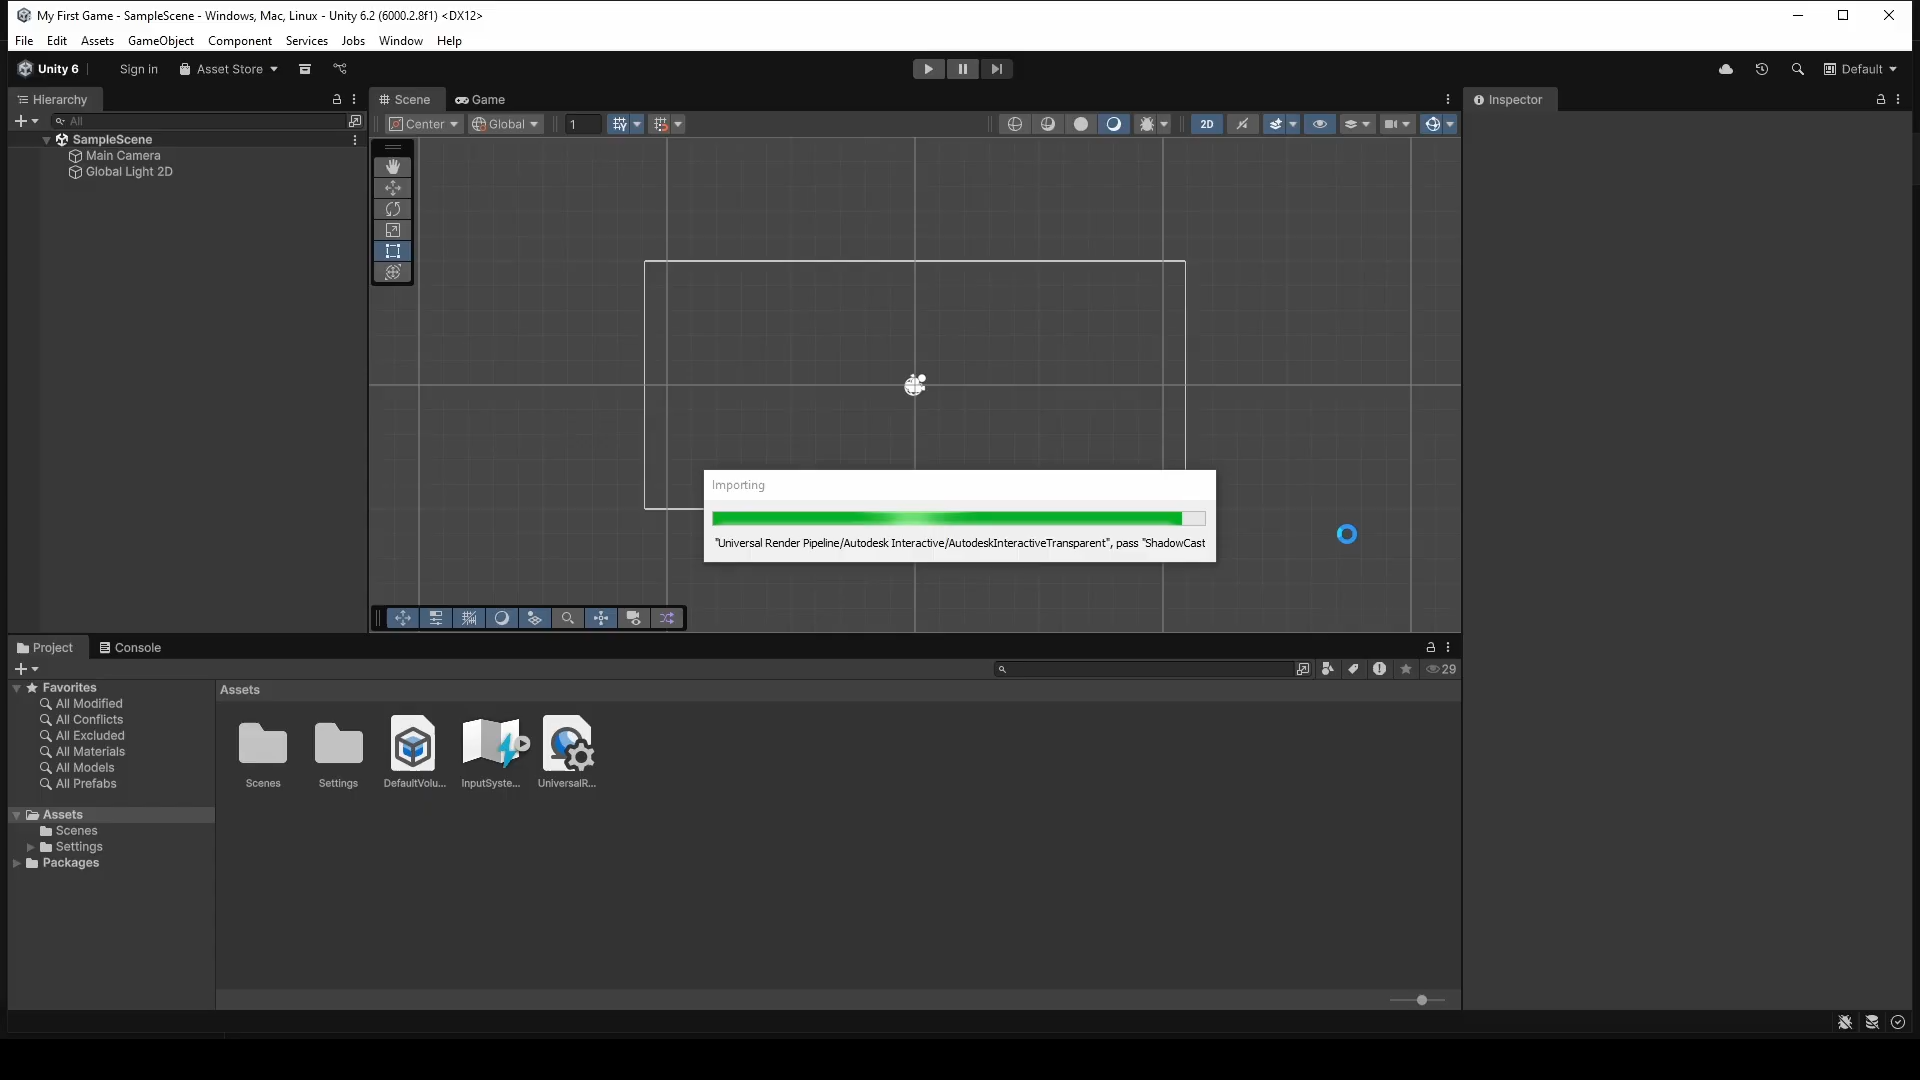 My First Game - SampleScene - Windows, Mac, Linux - Unity 6.2 (6000.2.8f1) <DX12>
File Edit Assets GameObject Component Services Jobs Window Help
Unity 6 Sign in Asset Store Default
Hierarchy
All
SampleScene
Main Camera
Global Light 2D
Scene Game
Center Global 1 2D
Inspector
Importing
"Universal Render Pipeline/Autodesk Interactive/AutodeskInteractiveTransparent", pass "ShadowCast
Project Console
29
Favorites
All Modified
All Conflicts
All Excluded
All Materials
All Models
All Prefabs
Assets
Scenes
Settings
Packages
Assets
Scenes Settings DefaultVolu... InputSyste... UniversalR...